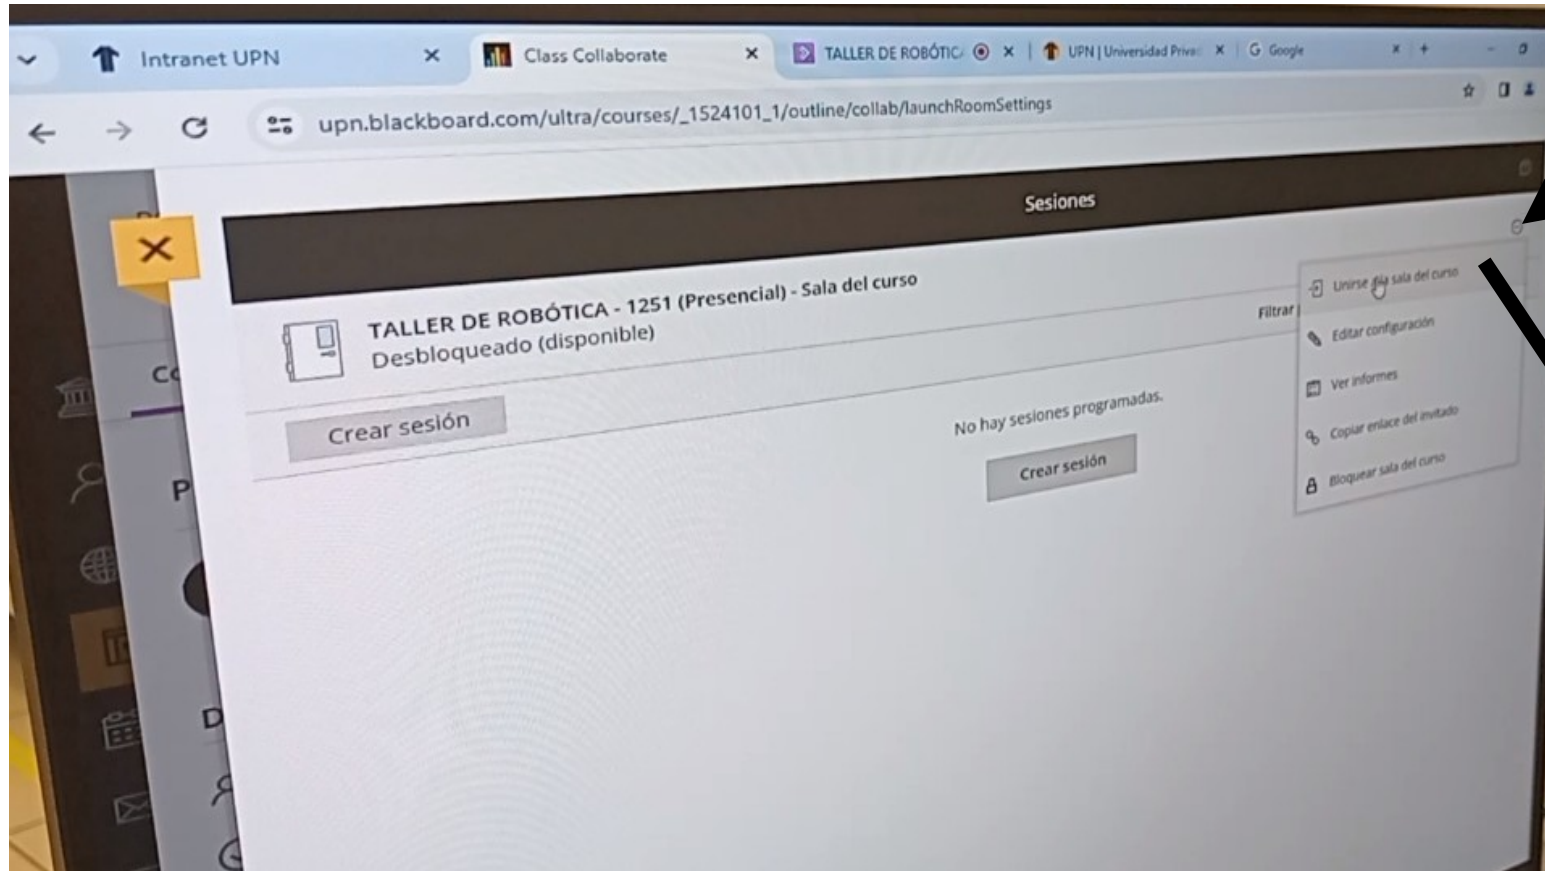 Intranet UPN
Class Collaborate
TALLER DE ROBÓTIC
UPN | Universidad Priva
Google
upn.blackboard.com/ultra/courses/_1524101_1/outline/collab/launchRoomSettings
Sesiones
TALLER DE ROBÓTICA - 1251 (Presencial) - Sala del curso
Desbloqueado (disponible)
Filtrar
Unirse a la sala del curso
Editar configuración
Ver informes
Copiar enlace del invitado
Bloquear sala del curso
Crear sesión
No hay sesiones programadas.
Crear sesión
Co
P
D